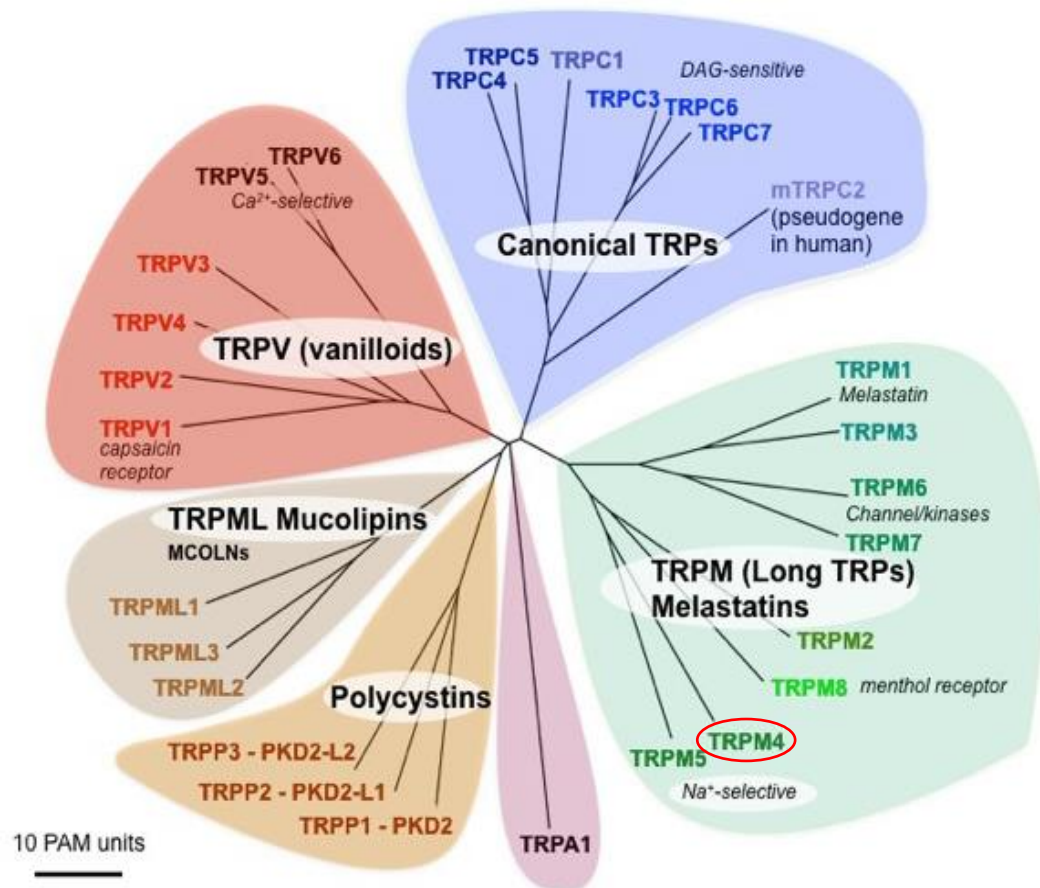 TRPC5
TRPC1
TRPC4
DAG-sensitive
TRPC3
TRPC6
TRPC7
mTRPC2
(pseudogene
in human)
Canonical TRPs
TRPV6
TRPV5
Ca²⁺-selective
TRPV3
TRPV4
TRPV (vanilloids)
TRPV2
TRPV1
capsaicin
receptor
TRPM1
Melastatin
TRPM3
TRPM6
Channel/kinases
TRPM7
TRPM (Long TRPs)
Melastatins
TRPM2
TRPM8 menthol receptor
TRPM4
TRPM5
Na⁺-selective
TRPML Mucolipins
MCOLNs
TRPML1
TRPML3
TRPML2
Polycystins
TRPP3 - PKD2-L2
TRPP2 - PKD2-L1
TRPP1 - PKD2
TRPA1
10 PAM units